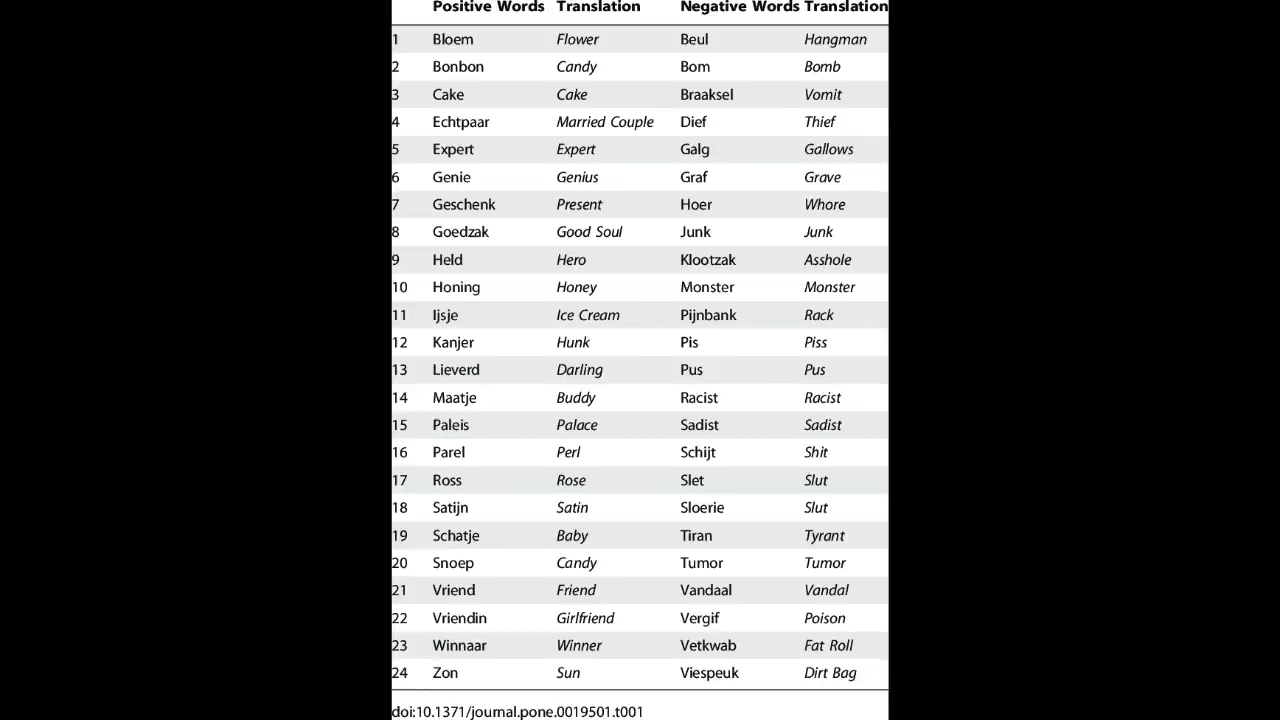 Positive Words Translation Negative Words Translation
1 Bloem Flower Beul Hangman
2 Bonbon Candy Bom Bomb
3 Cake Cake Braaksel Vomit
4 Echtpaar Married Couple Dief Thief
5 Expert Expert Galg Gallows
6 Genie Genius Graf Grave
7 Geschenk Present Hoer Whore
8 Goedzak Good Soul Junk Junk
9 Held Hero Klootzak Asshole
10 Honing Honey Monster Monster
11 Ijsje Ice Cream Pijnbank Rack
12 Kanjer Hunk Pis Piss
13 Lieverd Darling Pus Pus
14 Maatje Buddy Racist Racist
15 Paleis Palace Sadist Sadist
16 Parel Perl Schijt Shit
17 Ross Rose Slet Slut
18 Satijn Satin Sloerie Slut
19 Schatje Baby Tiran Tyrant
20 Snoep Candy Tumor Tumor
21 Vriend Friend Vandaal Vandal
22 Vriendin Girlfriend Vergif Poison
23 Winnaar Winner Vetkwab Fat Roll
24 Zon Sun Viespeuk Dirt Bag
doi:10.1371/journal.pone.0019501.t001